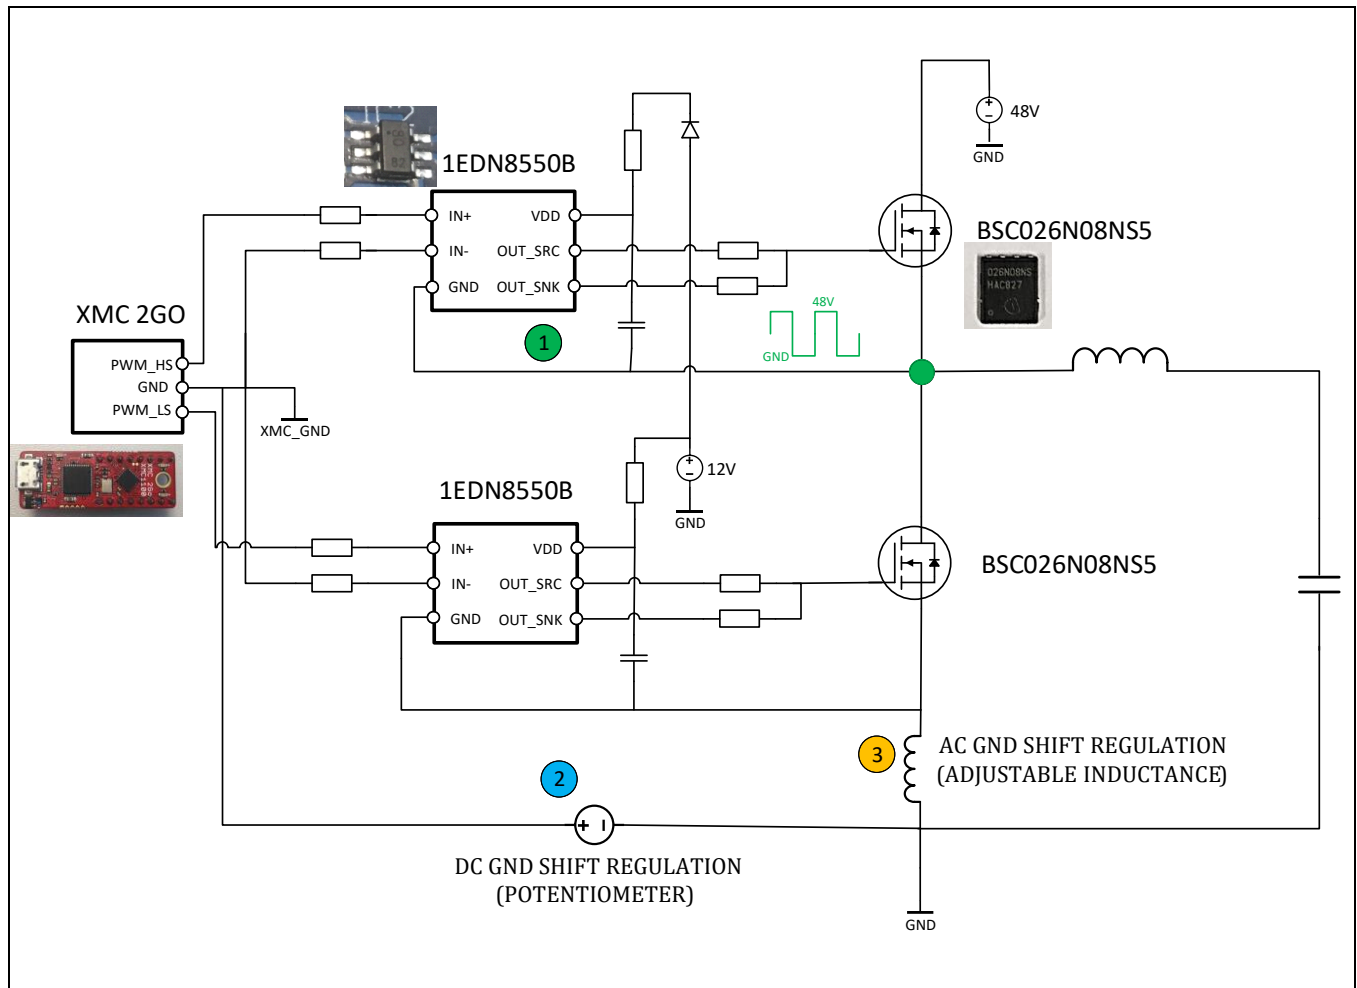 48V
GND
1EDN8550B
IN+
VDD
IN-
OUT_SRC
GND
OUT_SNK
BSC026N08NS5
026N08NS
HAC827
48V
GND
1
XMC 2GO
PWM_HS
GND
PWM_LS
XMC_GND
12V
GND
1EDN8550B
IN+
VDD
IN-
OUT_SRC
GND
OUT_SNK
BSC026N08NS5
3
AC GND SHIFT REGULATION
(ADJUSTABLE INDUCTANCE)
2
DC GND SHIFT REGULATION
(POTENTIOMETER)
GND